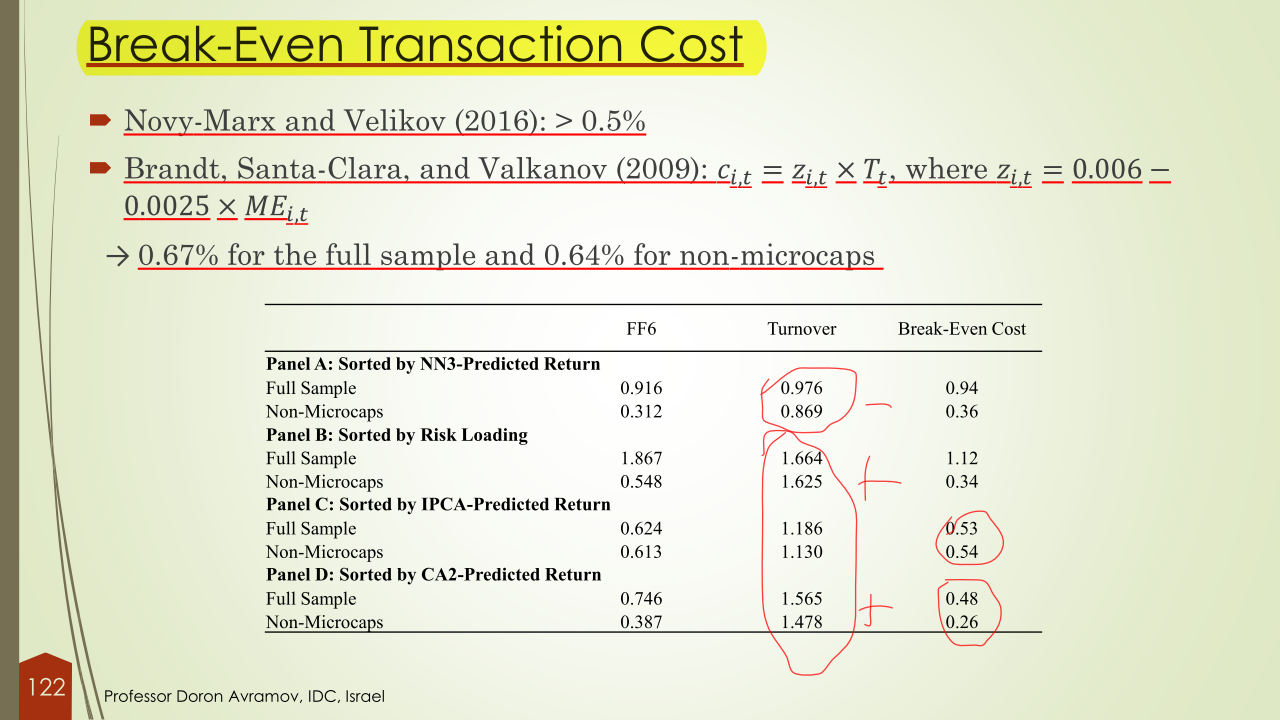 Break-Even Transaction Cost
Novy-Marx and Velikov (2016): > 0.5%
Brandt, Santa-Clara, and Valkanov (2009): c_{i,t} = z_{i,t} × T_t, where z_{i,t} = 0.006 −
0.0025 × ME_{i,t}
→ 0.67% for the full sample and 0.64% for non-microcaps
FF6 Turnover Break-Even Cost
Panel A: Sorted by NN3-Predicted Return
Full Sample 0.916 0.976 0.94
Non-Microcaps 0.312 0.869 0.36
Panel B: Sorted by Risk Loading
Full Sample 1.867 1.664 1.12
Non-Microcaps 0.548 1.625 0.34
Panel C: Sorted by IPCA-Predicted Return
Full Sample 0.624 1.186 0.53
Non-Microcaps 0.613 1.130 0.54
Panel D: Sorted by CA2-Predicted Return
Full Sample 0.746 1.565 0.48
Non-Microcaps 0.387 1.478 0.26
122
Professor Doron Avramov, IDC, Israel